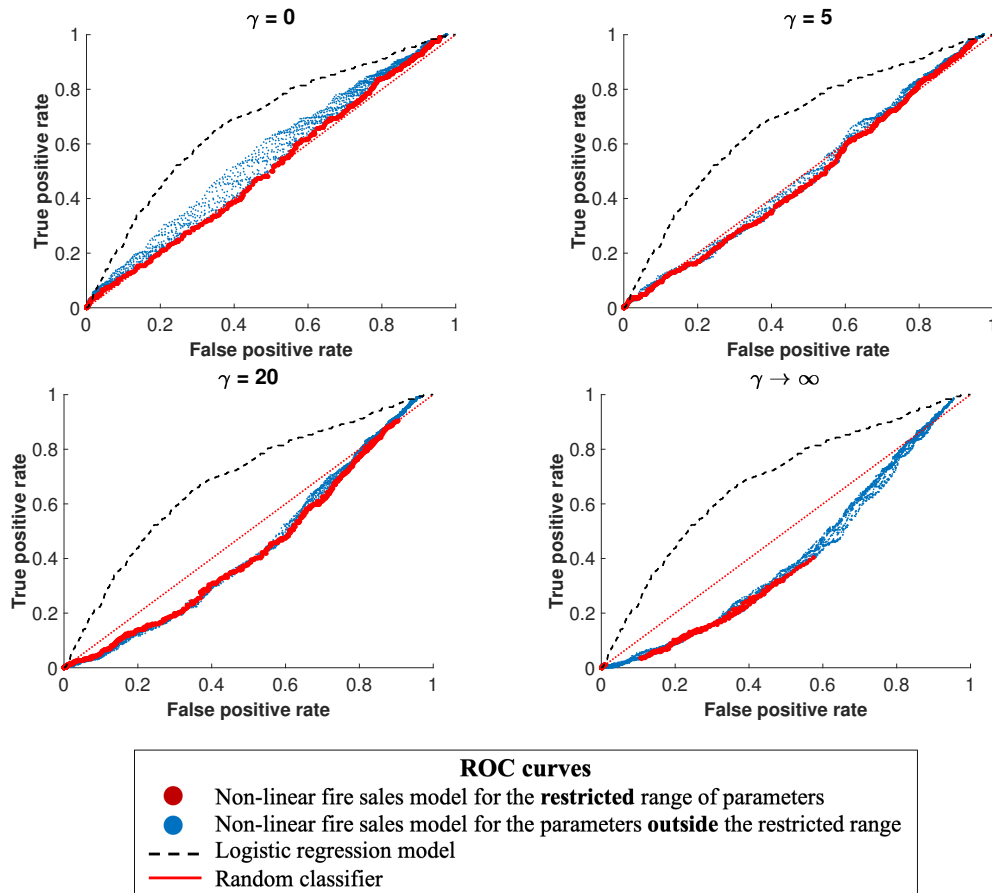 γ = 0
γ = 5
True positive rate
1
0.8
0.6
0.4
0.2
0
0 0.2 0.4 0.6 0.8 1
False positive rate
True positive rate
1
0.8
0.6
0.4
0.2
0
0 0.2 0.4 0.6 0.8 1
False positive rate
γ = 20
γ → ∞
True positive rate
1
0.8
0.6
0.4
0.2
0
0 0.2 0.4 0.6 0.8 1
False positive rate
True positive rate
1
0.8
0.6
0.4
0.2
0
0 0.2 0.4 0.6 0.8 1
False positive rate
ROC curves
Non-linear fire sales model for the restricted range of parameters
Non-linear fire sales model for the parameters outside the restricted range
Logistic regression model
Random classifier